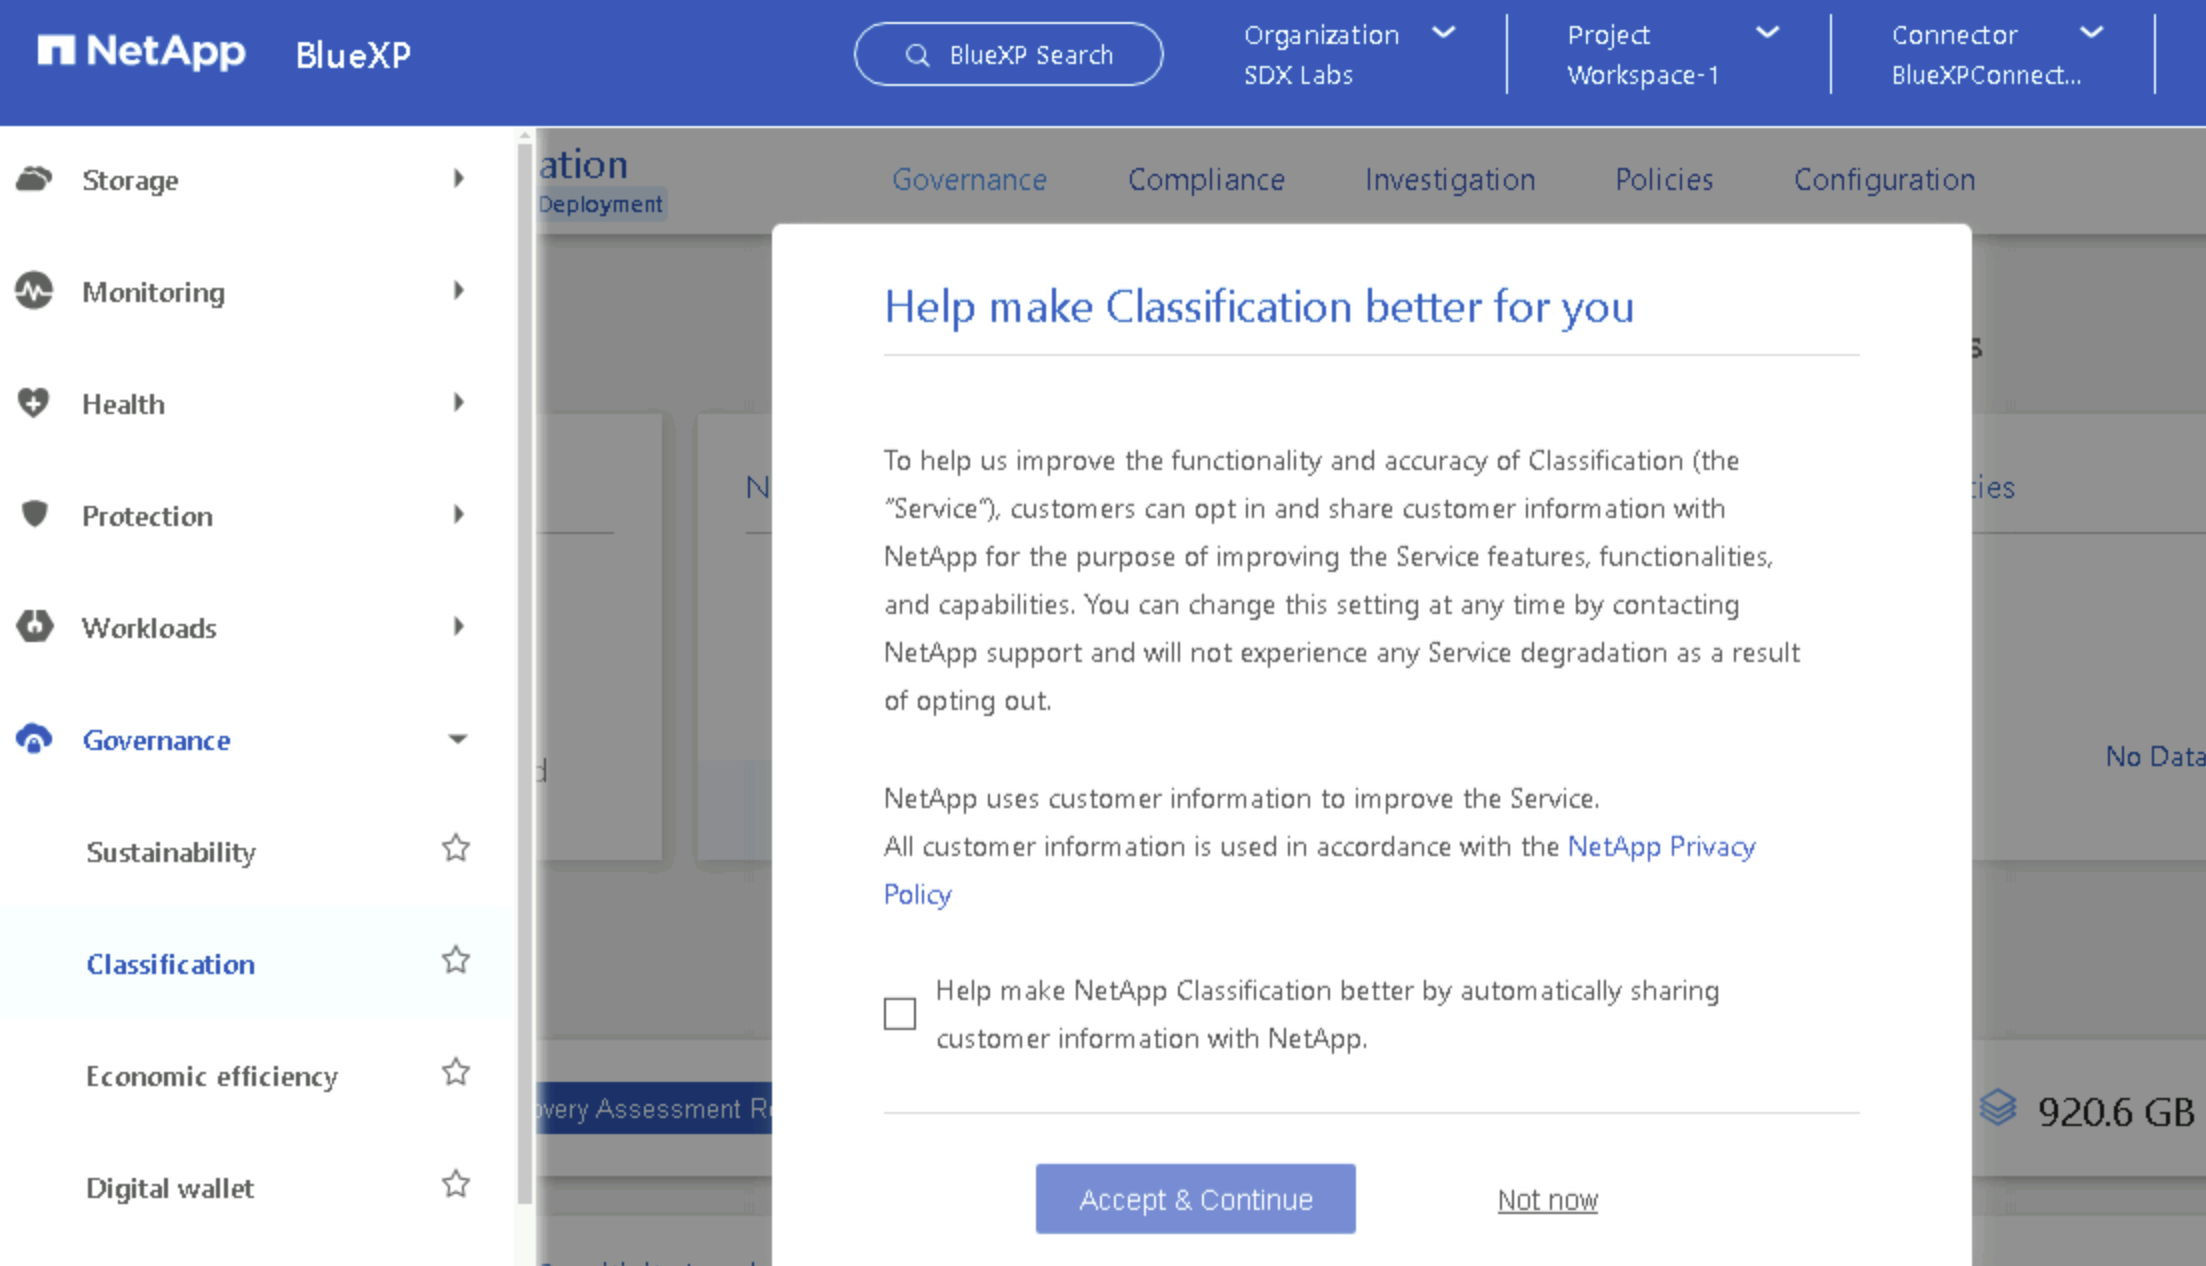 NetApp BlueXP
BlueXP Search
Organization
SDX Labs
Project
Workspace-1
Connector
BlueXPConnect...
Storage
Monitoring
Health
Protection
Workloads
Governance
Sustainability
Classification
Economic efficiency
Digital wallet
ation
Deployment
Governance Compliance Investigation Policies Configuration
Help make Classification better for you
To help us improve the functionality and accuracy of Classification (the
"Service"), customers can opt in and share customer information with
NetApp for the purpose of improving the Service features, functionalities,
and capabilities. You can change this setting at any time by contacting
NetApp support and will not experience any Service degradation as a result
of opting out.
NetApp uses customer information to improve the Service.
All customer information is used in accordance with the NetApp Privacy
Policy
Help make NetApp Classification better by automatically sharing
customer information with NetApp.
Accept & Continue
Not now
s
N
ties
d
No Data
overy Assessment R
920.6 GB